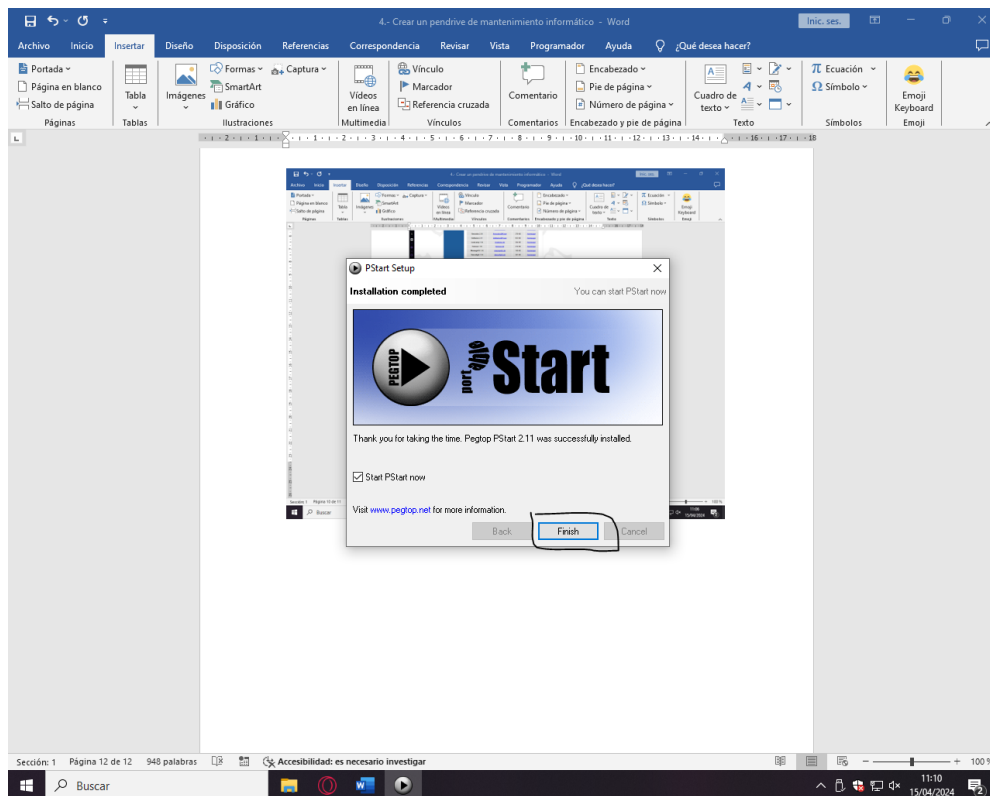 4.- Crear un pendrive de mantenimiento informático - Word
Inic. ses.
Archivo Inicio Insertar Diseño Disposición Referencias Correspondencia Revisar Vista Programador Ayuda ¿Qué desea hacer?
Portada
Página en blanco
Salto de página
Páginas
Tabla
Tablas
Imágenes
Formas
SmartArt
Gráfico
Captura
Ilustraciones
Vídeos
en línea
Multimedia
Vínculo
Marcador
Referencia cruzada
Vínculos
Comentario
Comentarios
Encabezado
Pie de página
Número de página
Encabezado y pie de página
Cuadro de
texto
Texto
Ecuación
Símbolo
Símbolos
Emoji
Keyboard
Emoji
PStart Setup
Installation completed
You can start PStart now
PEGTOP
portable Start
Thank you for taking the time. Pegtop PStart 2.11 was successfully installed.
Start PStart now
Visit www.pegtop.net for more information.
Back Finish Cancel
Sección: 1 Página 12 de 12 948 palabras Accesibilidad: es necesario investigar
100 %
Buscar
11:10
15/04/2024
2